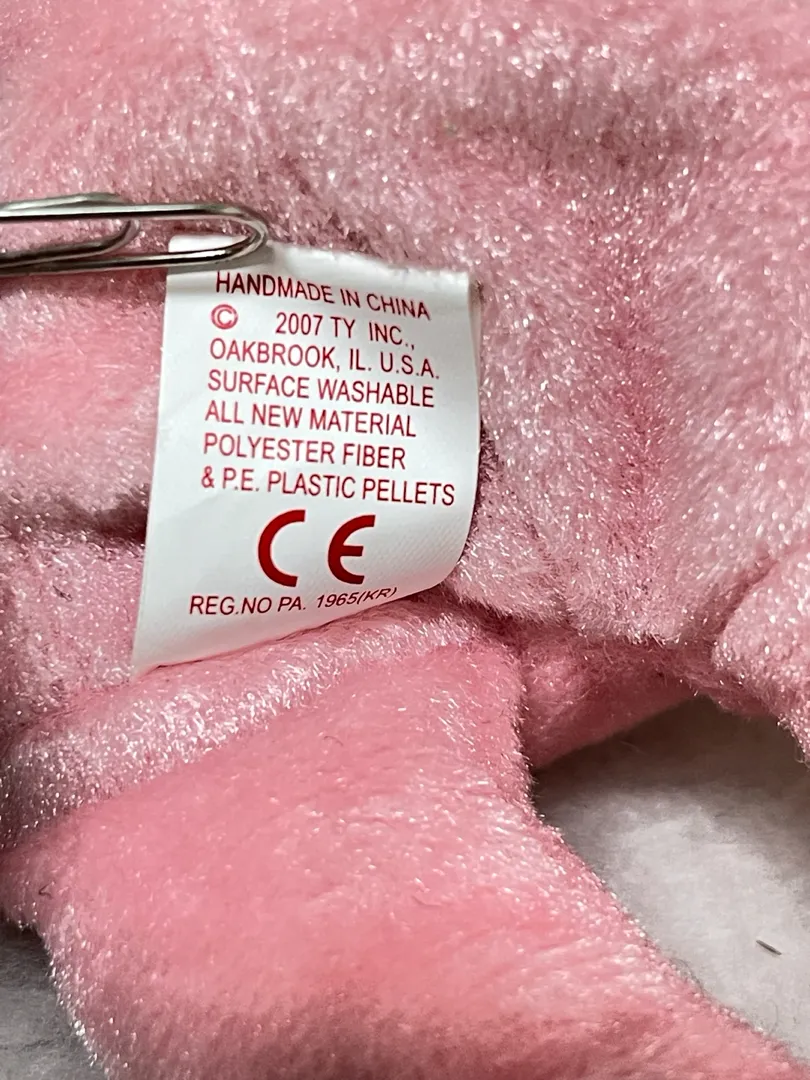 HANDMADE IN CHINA
© 2007 TY INC.,
OAKBROOK, IL. U.S.A.
SURFACE WASHABLE
ALL NEW MATERIAL
POLYESTER FIBER
& P.E. PLASTIC PELLETS
CE
REG.NO PA. 1965(KR)